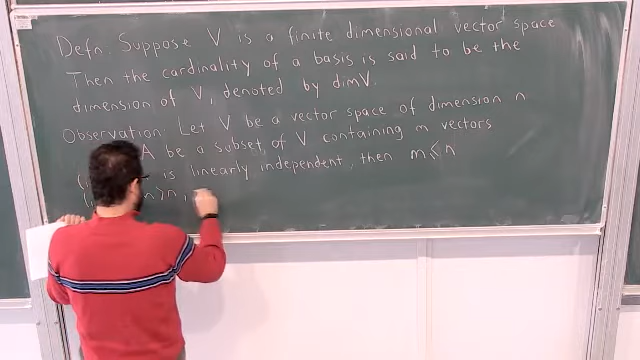 Defn. Suppose V is a finite dimensional vector space
Then the cardinality of a basis is said to be the
dimension of V, denoted by dimV.
Observation: Let V be a vector space of dimension n
A be a subset of V containing m vectors
is linearly independent, then m ≤ n
>n,